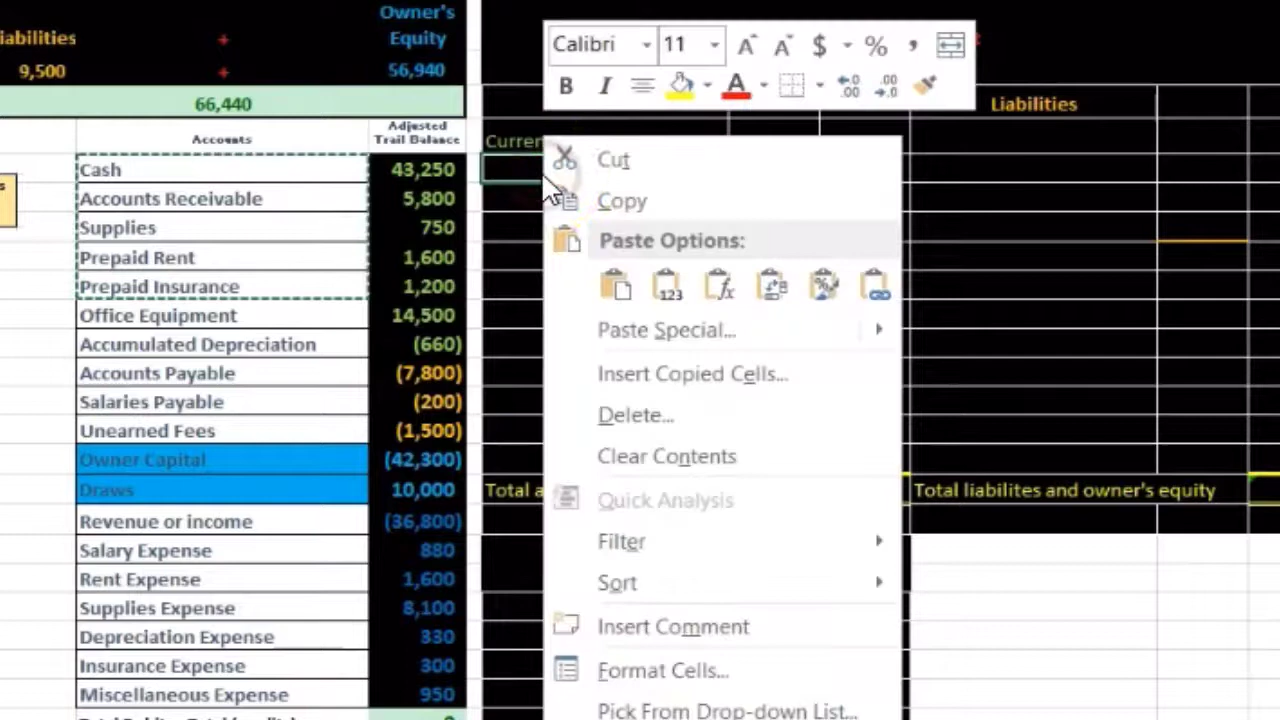 Owner's
iabilities + Equity
9,500 + 56,940
66,440
Accounts Adjusted Trail Balance
Cash 43,250
Accounts Receivable 5,800
Supplies 750
Prepaid Rent 1,600
Prepaid Insurance 1,200
Office Equipment 14,500
Accumulated Depreciation (660)
Accounts Payable (7,800)
Salaries Payable (200)
Unearned Fees (1,500)
Owner Capital (42,300)
Draws 10,000
Revenue or income (36,800)
Salary Expense 880
Rent Expense 1,600
Supplies Expense 8,100
Depreciation Expense 330
Insurance Expense 300
Miscellaneous Expense 950
Calibri 11 A A $ % ,
B I A .0 .00 .00 .0
Curren
Total a
Cut
Copy
Paste Options:
123 fx %
Paste Special...
Insert Copied Cells...
Delete...
Clear Contents
Quick Analysis
Filter
Sort
Insert Comment
Format Cells...
Pick From Drop-down List...
Liabilities
Total liabilites and owner's equity